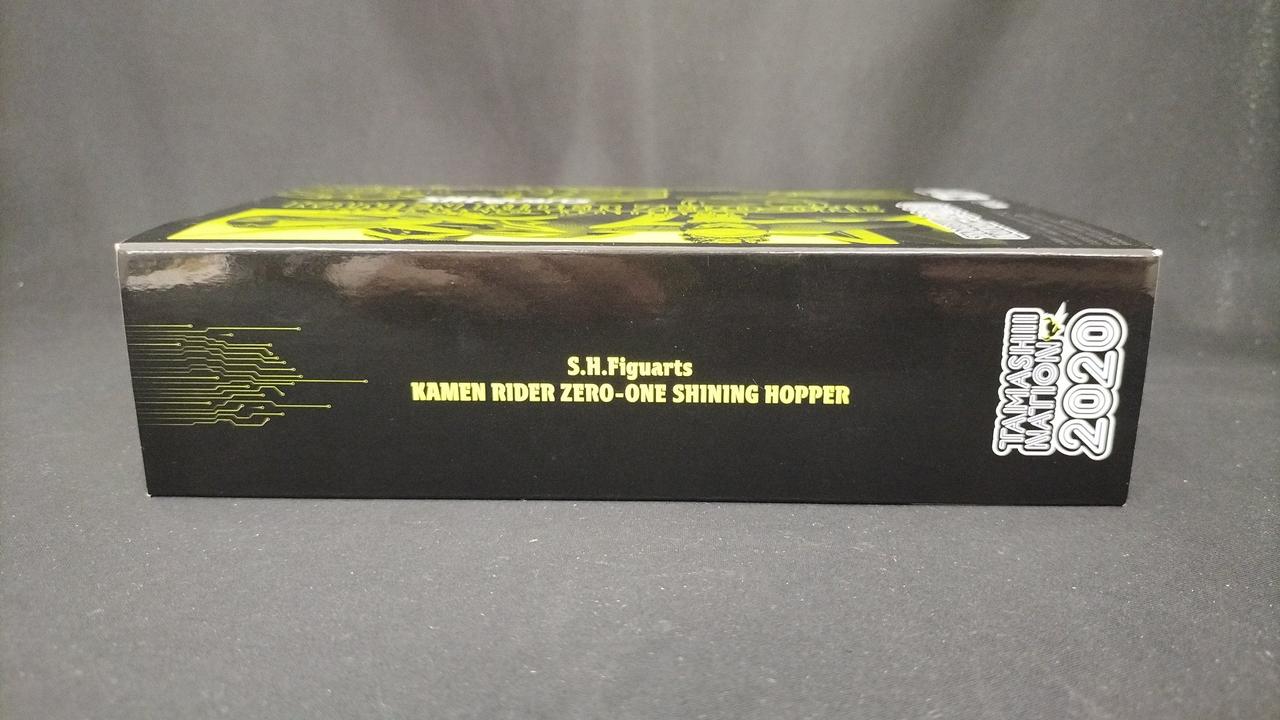 S.H.Figuarts
KAMEN RIDER ZERO-ONE SHINING HOPPER
TAMASHII
NATION
2020